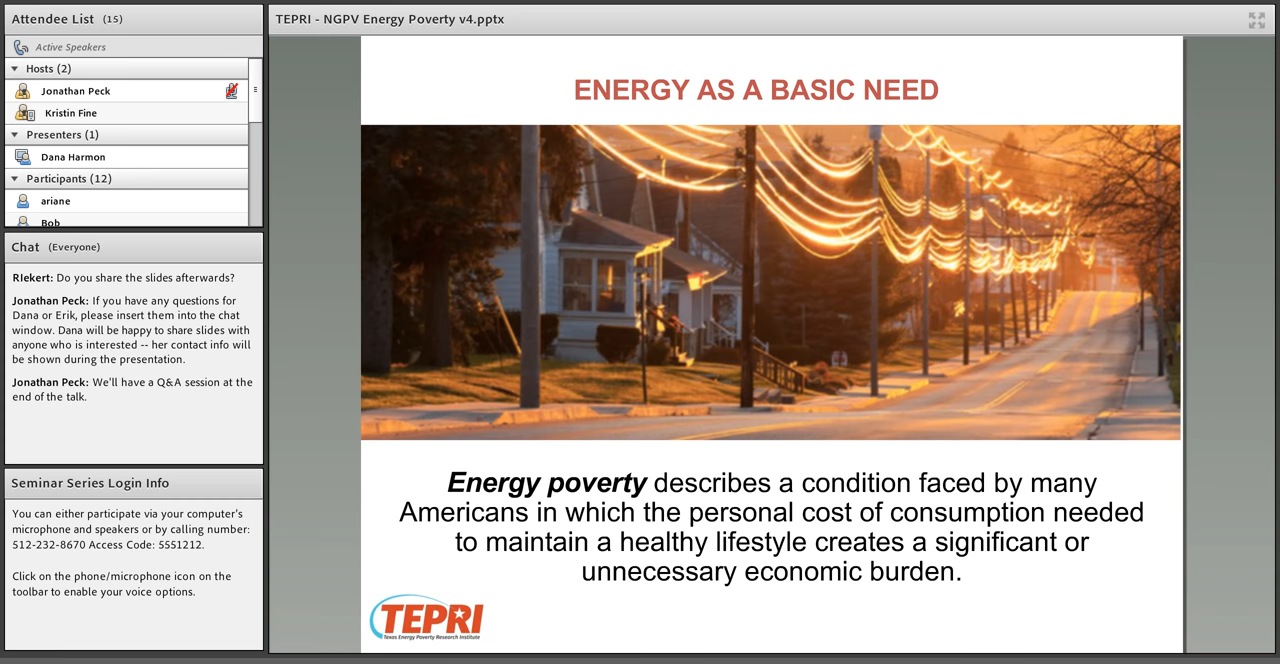 Attendee List (15)
Active Speakers
Hosts (2)
Jonathan Peck
Kristin Fine
Presenters (1)
Dana Harmon
Participants (12)
ariane
Bob
Chat (Everyone)
RIekert: Do you share the slides afterwards?
Jonathan Peck: If you have any questions for
Dana or Erik, please insert them into the chat
window. Dana will be happy to share slides with
anyone who is interested -- her contact info will
be shown during the presentation.
Jonathan Peck: We'll have a Q&A session at the
end of the talk.
Seminar Series Login Info
You can either participate via your computer's
microphone and speakers or by calling number:
512-232-8670 Access Code: 5551212.
Click on the phone/microphone icon on the
toolbar to enable your voice options.
TEPRI - NGPV Energy Poverty v4.pptx
ENERGY AS A BASIC NEED
Energy poverty describes a condition faced by many
Americans in which the personal cost of consumption needed
to maintain a healthy lifestyle creates a significant or
unnecessary economic burden.
TEPRI
Texas Energy Poverty Research Institute